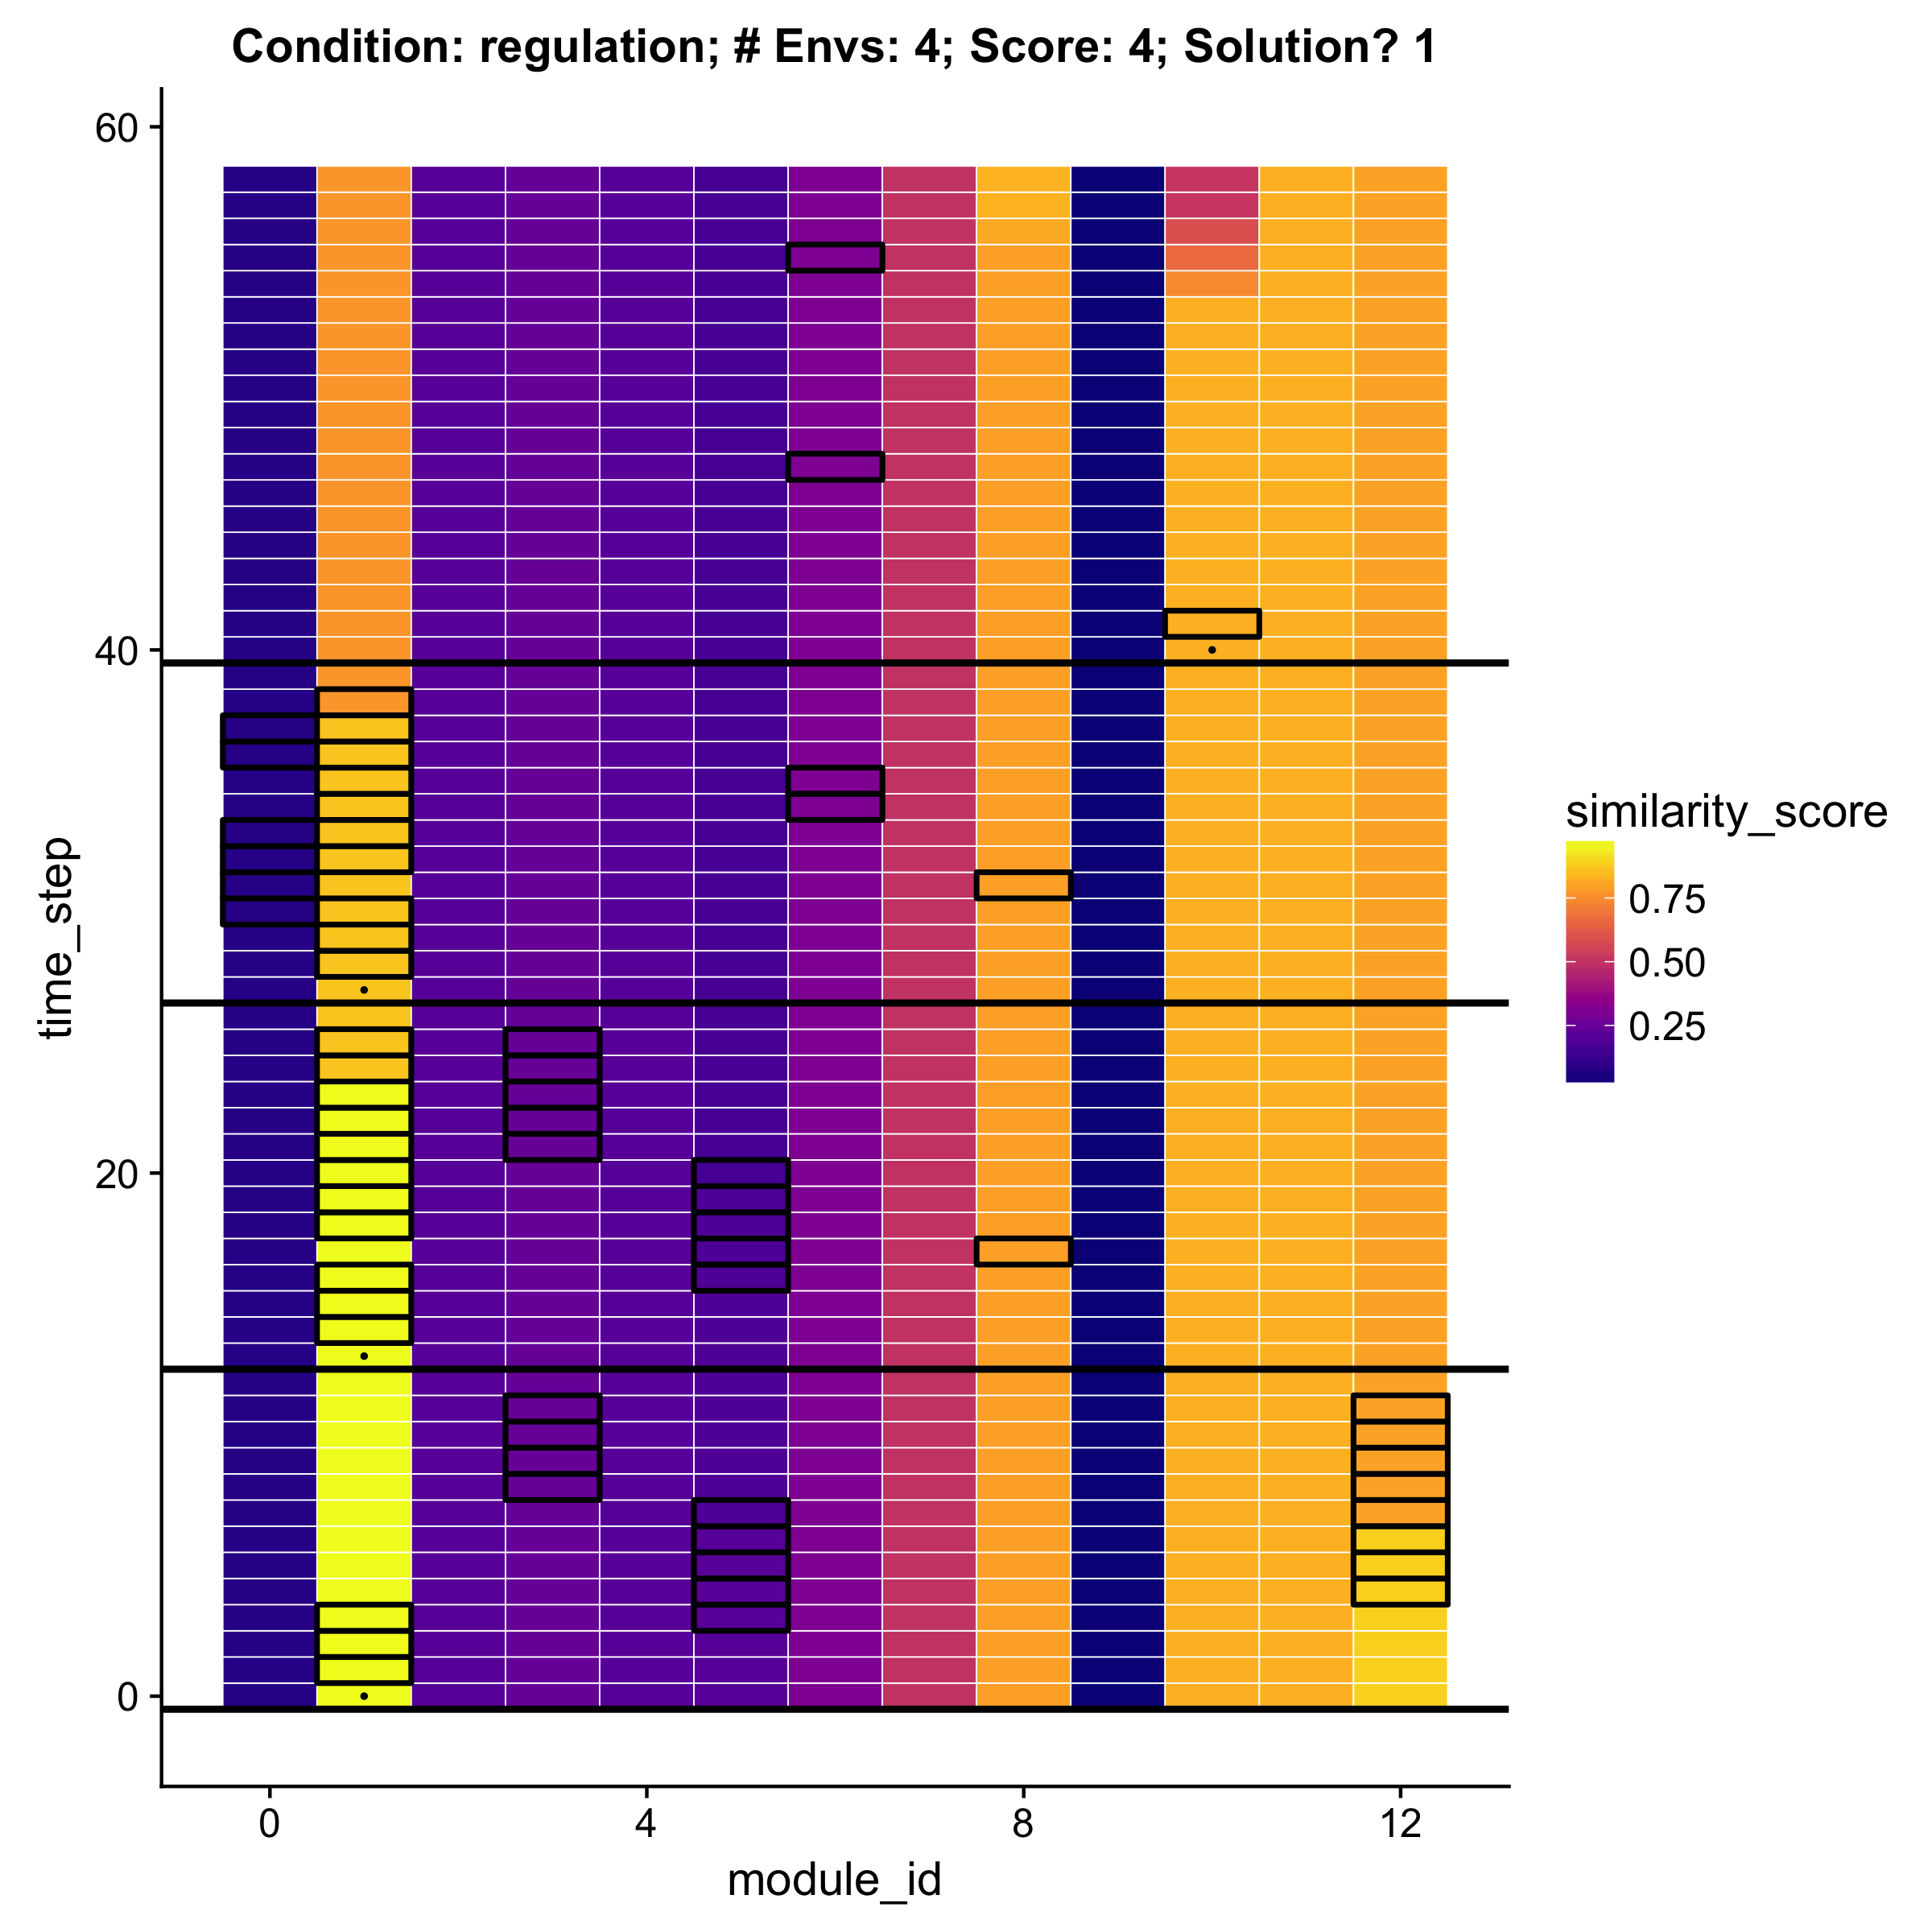 Condition: regulation; # Envs: 4; Score: 4; Solution? 1
60
40
20
0
time_step
0 4 8 12
module_id
similarity_score
0.75
0.50
0.25